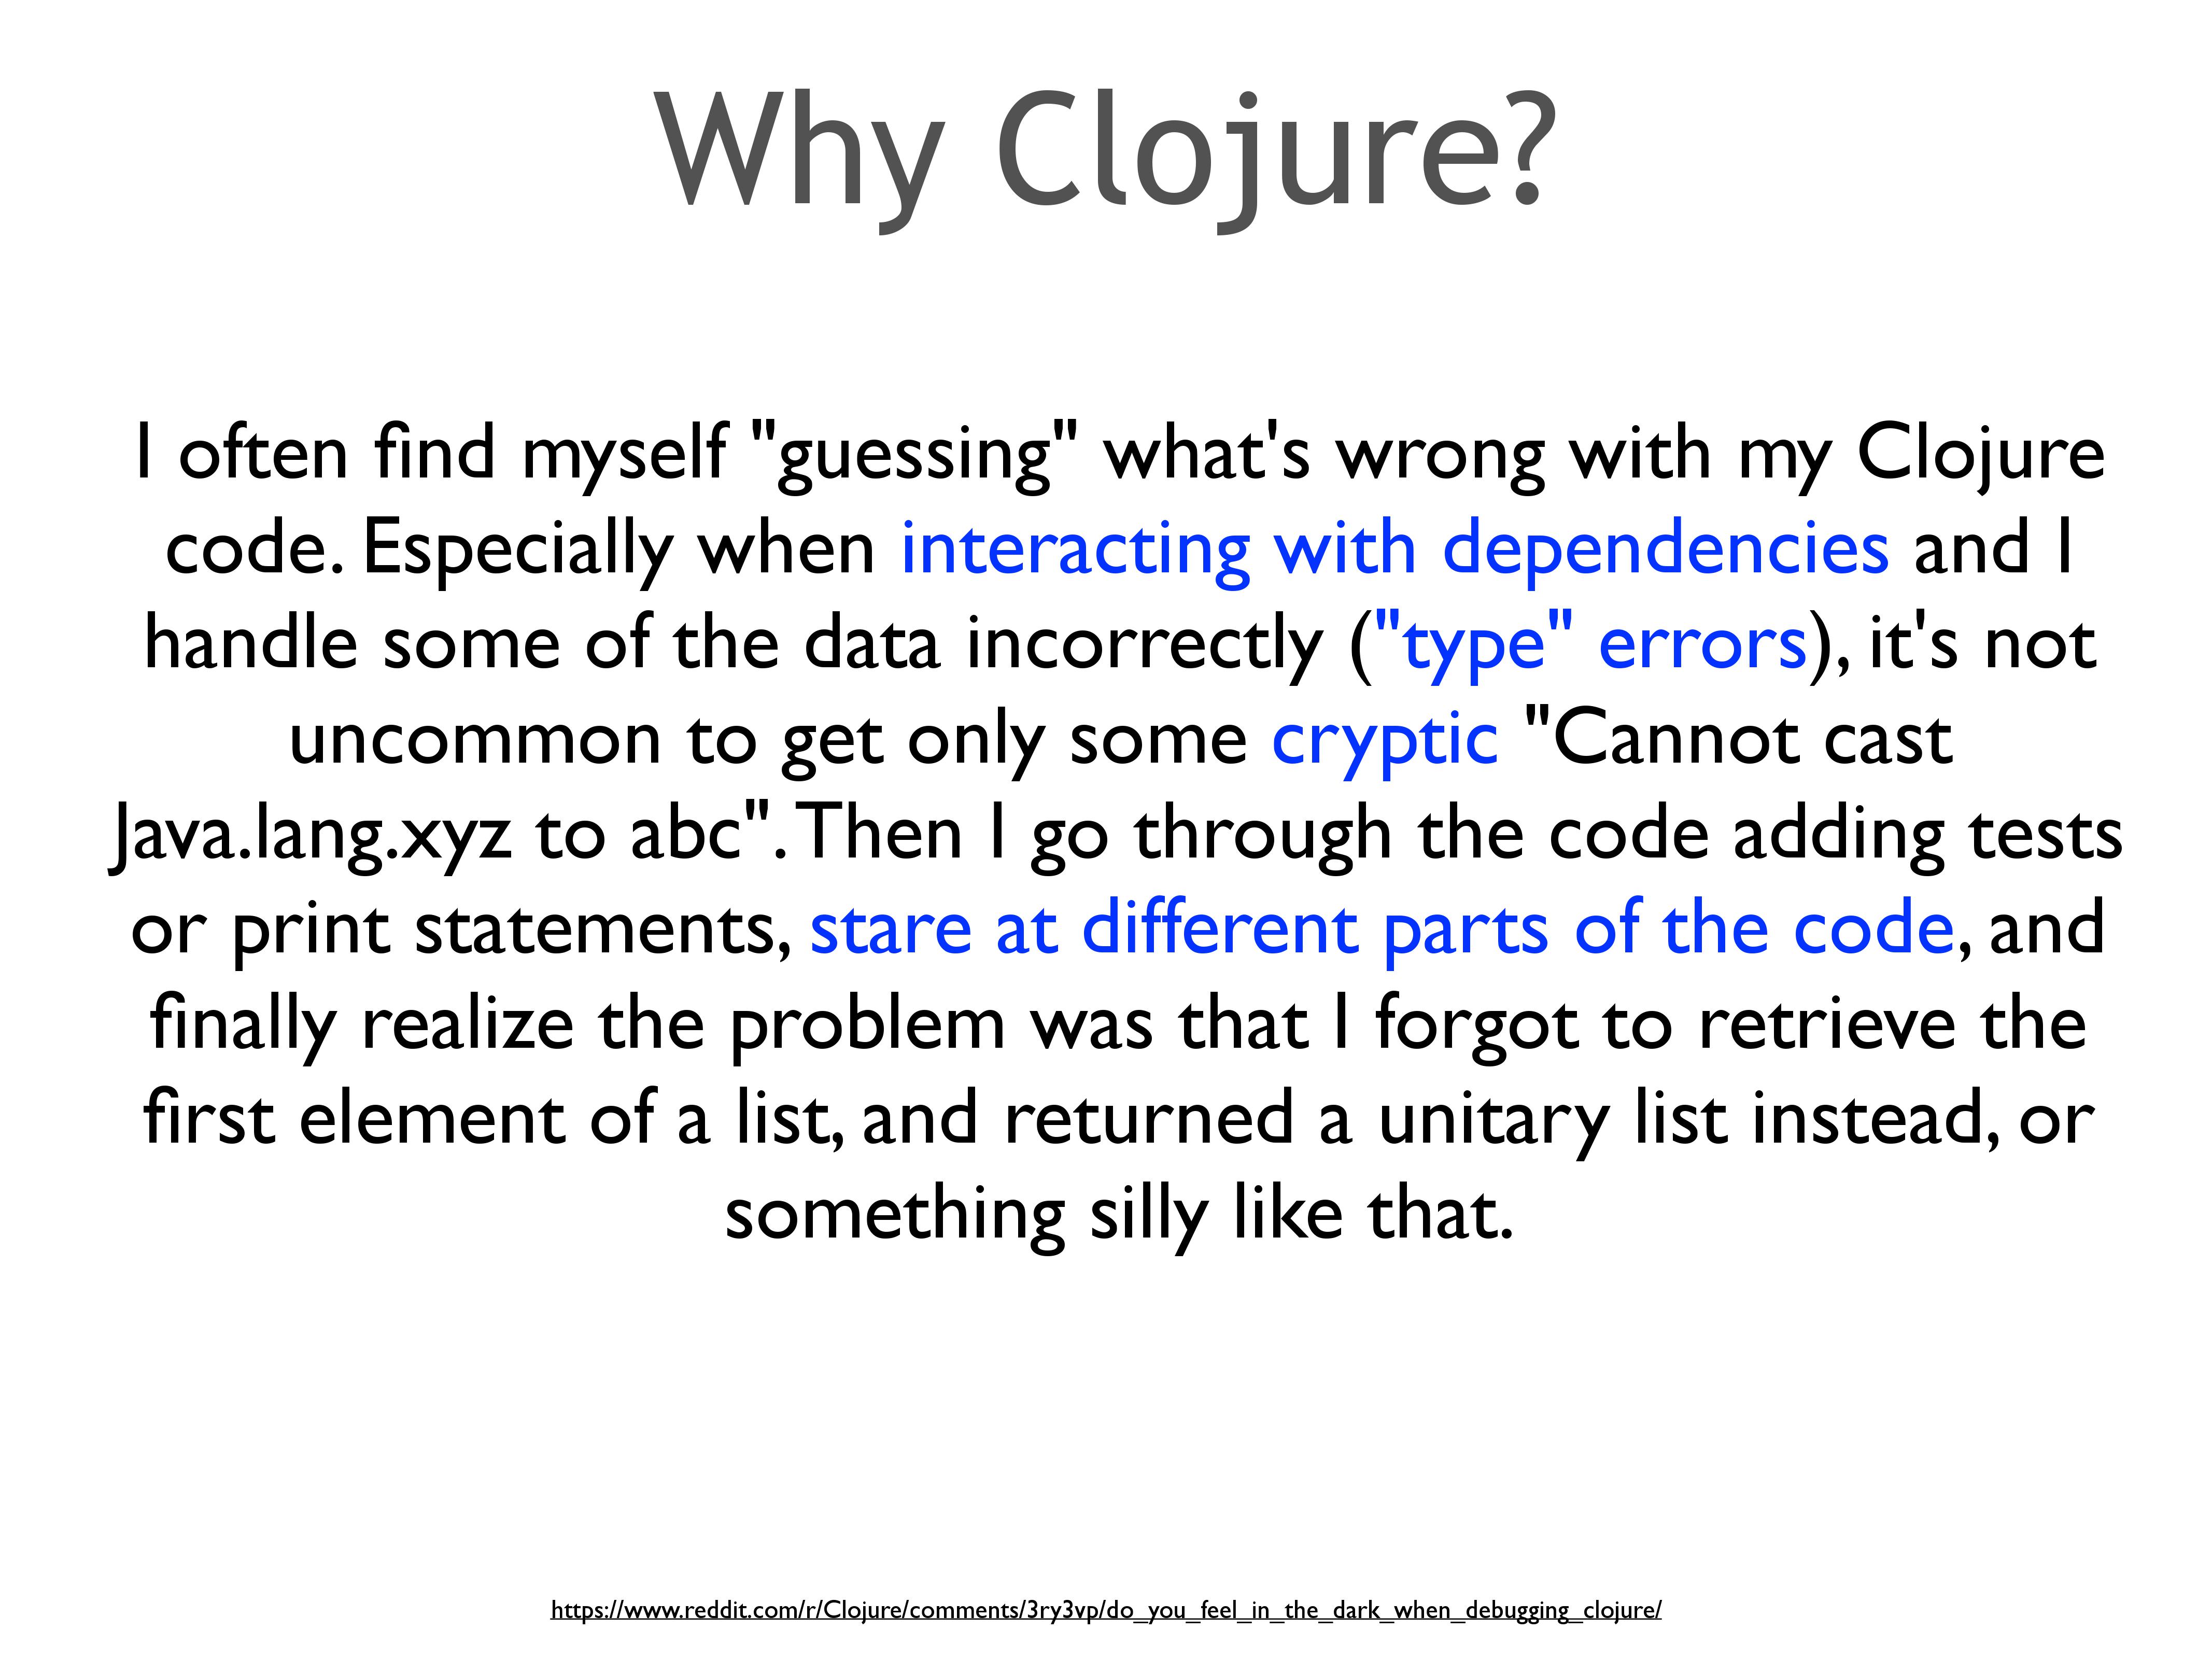 Why Clojure?
I often find myself "guessing" what's wrong with my Clojure
code. Especially when interacting with dependencies and I
handle some of the data incorrectly ("type" errors), it's not
uncommon to get only some cryptic "Cannot cast
Java.lang.xyz to abc". Then I go through the code adding tests
or print statements, stare at different parts of the code, and
finally realize the problem was that I forgot to retrieve the
first element of a list, and returned a unitary list instead, or
something silly like that.
https://www.reddit.com/r/Clojure/comments/3ry3vp/do_you_feel_in_the_dark_when_debugging_clojure/